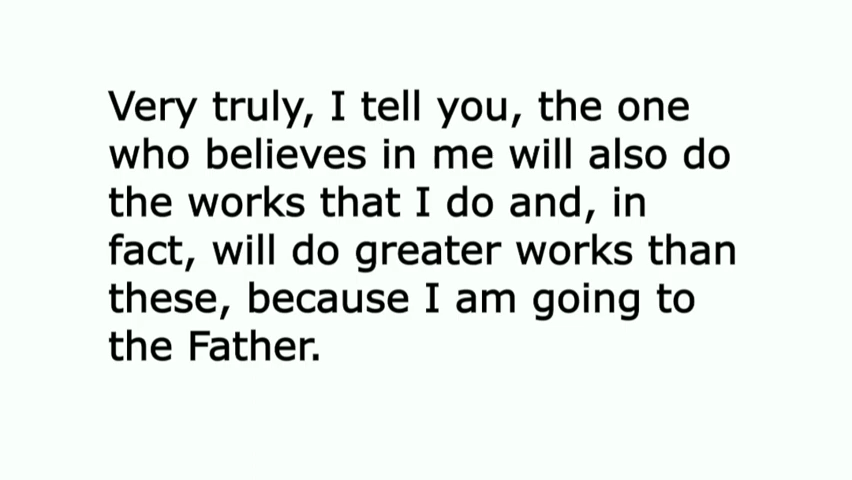 Very truly, I tell you, the one
who believes in me will also do
the works that I do and, in
fact, will do greater works than
these, because I am going to
the Father.